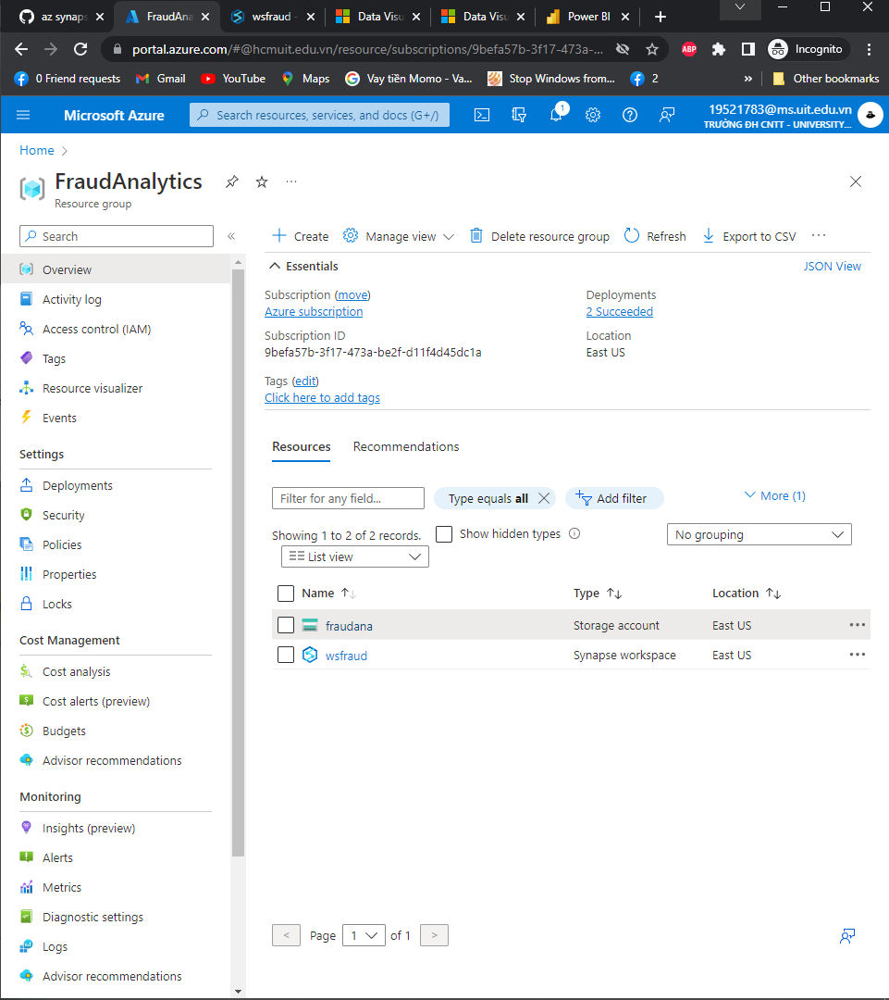 az synaps
FraudAna
wsfraud -
Data Visu
Data Visu
Power BI
portal.azure.com/#@hcmuit.edu.vn/resource/subscriptions/9befa57b-3f17-473a-...
ABP
Incognito
0 Friend requests
Gmail
YouTube
Maps
Vay tiền Momo - Va...
Stop Windows from...
2
»
Other bookmarks
Microsoft Azure
Search resources, services, and docs (G+/)
1
19521783@ms.uit.edu.vn
TRƯỜNG ĐH CNTT - UNIVERSITY...
Home >
FraudAnalytics
...
Resource group
Search
«
Overview
Activity log
Access control (IAM)
Tags
Resource visualizer
Events
Settings
Deployments
Security
Policies
Properties
Locks
Cost Management
Cost analysis
Cost alerts (preview)
Budgets
Advisor recommendations
Monitoring
Insights (preview)
Alerts
Metrics
Diagnostic settings
Logs
Advisor recommendations
Create
Manage view
Delete resource group
Refresh
Export to CSV
...
Essentials
JSON View
Subscription (move)
Azure subscription
Subscription ID
9befa57b-3f17-473a-be2f-d11f4d45dc1a
Tags (edit)
Click here to add tags
Deployments
2 Succeeded
Location
East US
Resources
Recommendations
Filter for any field...
Type equals all
Add filter
More (1)
Showing 1 to 2 of 2 records.
Show hidden types
No grouping
List view
Name Type Location
fraudana Storage account East US ...
wsfraud Synapse workspace East US ...
< Page 1 of 1 >